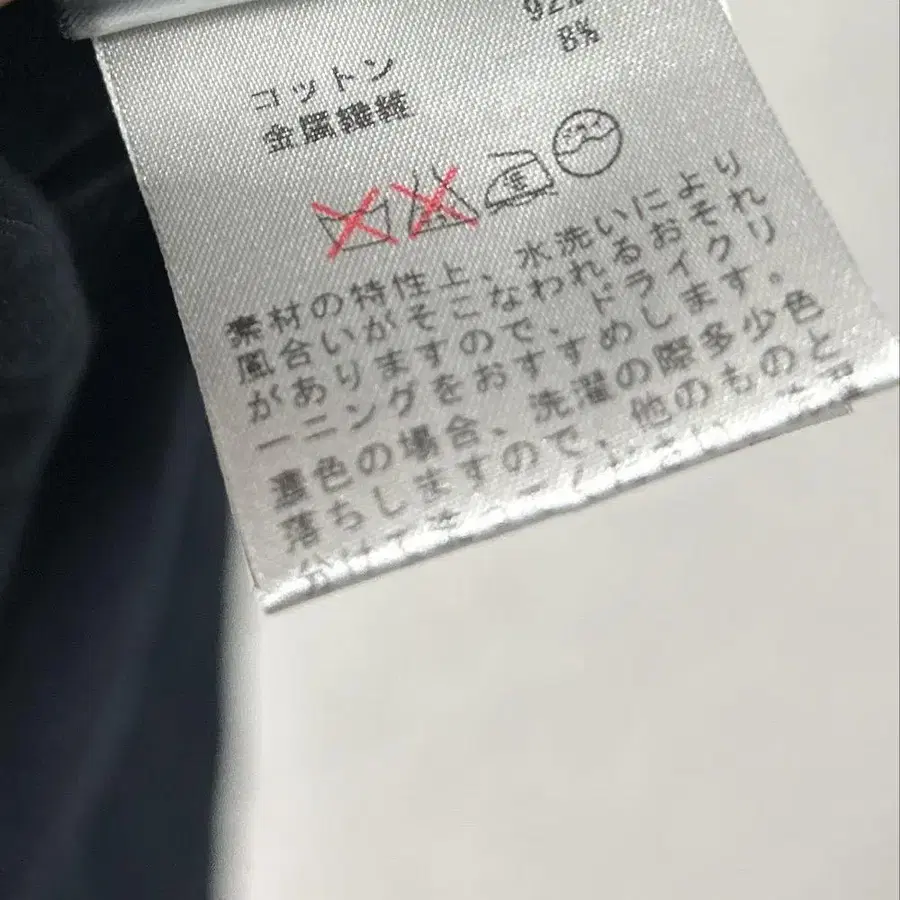 92%
8%
コットン
金属繊維
素材の特性上、水洗いにより
風合いがそこなわれるおそれ
がありますので、ドライクリ
ーニングをおすすめします。
濃色の場合、洗濯の際多少色
落ちしますので、他のものと
分けて